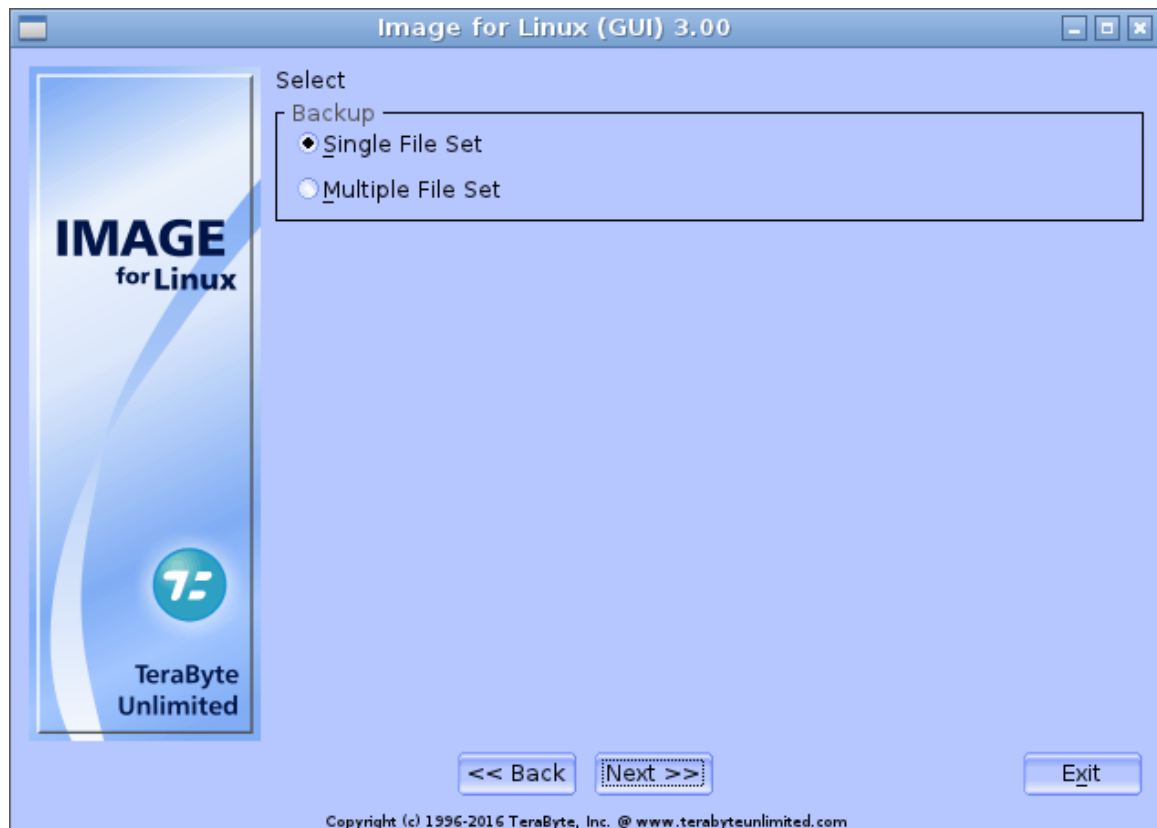 Image for Linux (GUI) 3.00
Select
Backup
Single File Set
Multiple File Set
IMAGE
for Linux
TeraByte
Unlimited
<< Back
Next >>
Exit
Copyright (c) 1996-2016 TeraByte, Inc. @ www.terabyteunlimited.com